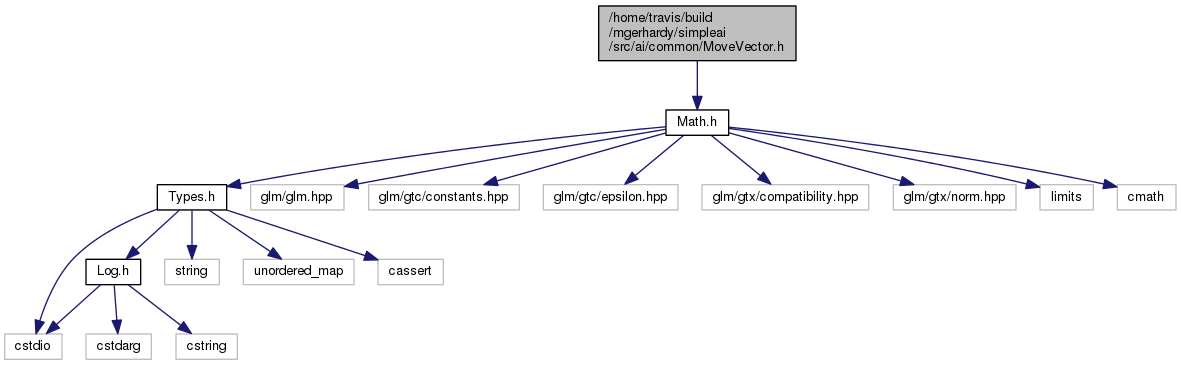 /home/travis/build
/mgerhardy/simpleai
/src/ai/common/MoveVector.h
Math.h
Types.h
glm/glm.hpp
glm/gtc/constants.hpp
glm/gtc/epsilon.hpp
glm/gtx/compatibility.hpp
glm/gtx/norm.hpp
limits
cmath
Log.h
string
unordered_map
cassert
cstdio
cstdarg
cstring